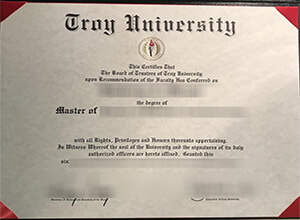 Troy University
This Certifies That
The Board of Trustees of Troy University
upon Recommendation of the Faculty Has Conferred on
the degree of
Master of
with all Rights, Privileges and Honors thereunto appertaining.
In Witness Whereof the seal of the University and the signatures of its duly
authorized officers are hereto affixed. Granted this